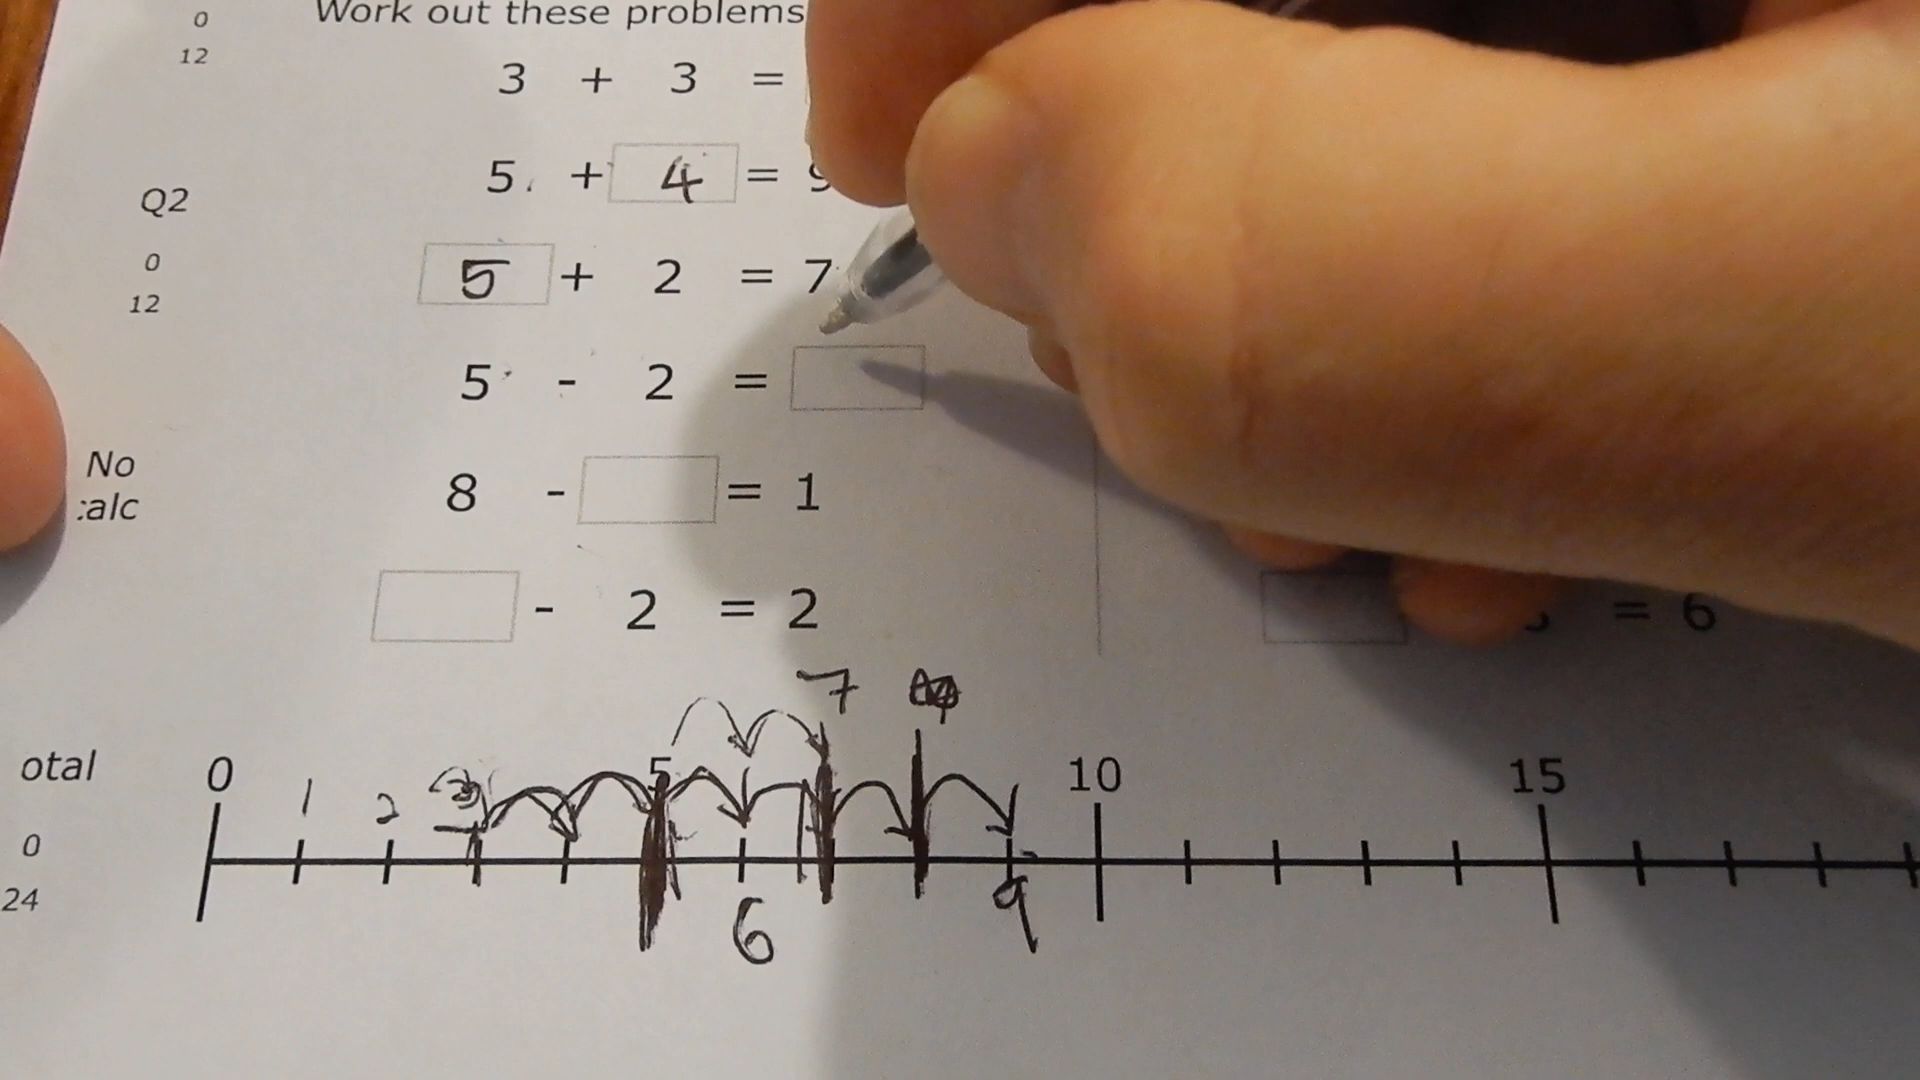 0
12
Work out these problems
3 + 3 =
5 + 4 = 9
Q2
0
12
5 + 2 = 7
5 - 2 =
No
calc
8 - = 1
- 2 = 2
= 6
otal
0
24
0 1 2 3 5 7 10 15
6 9